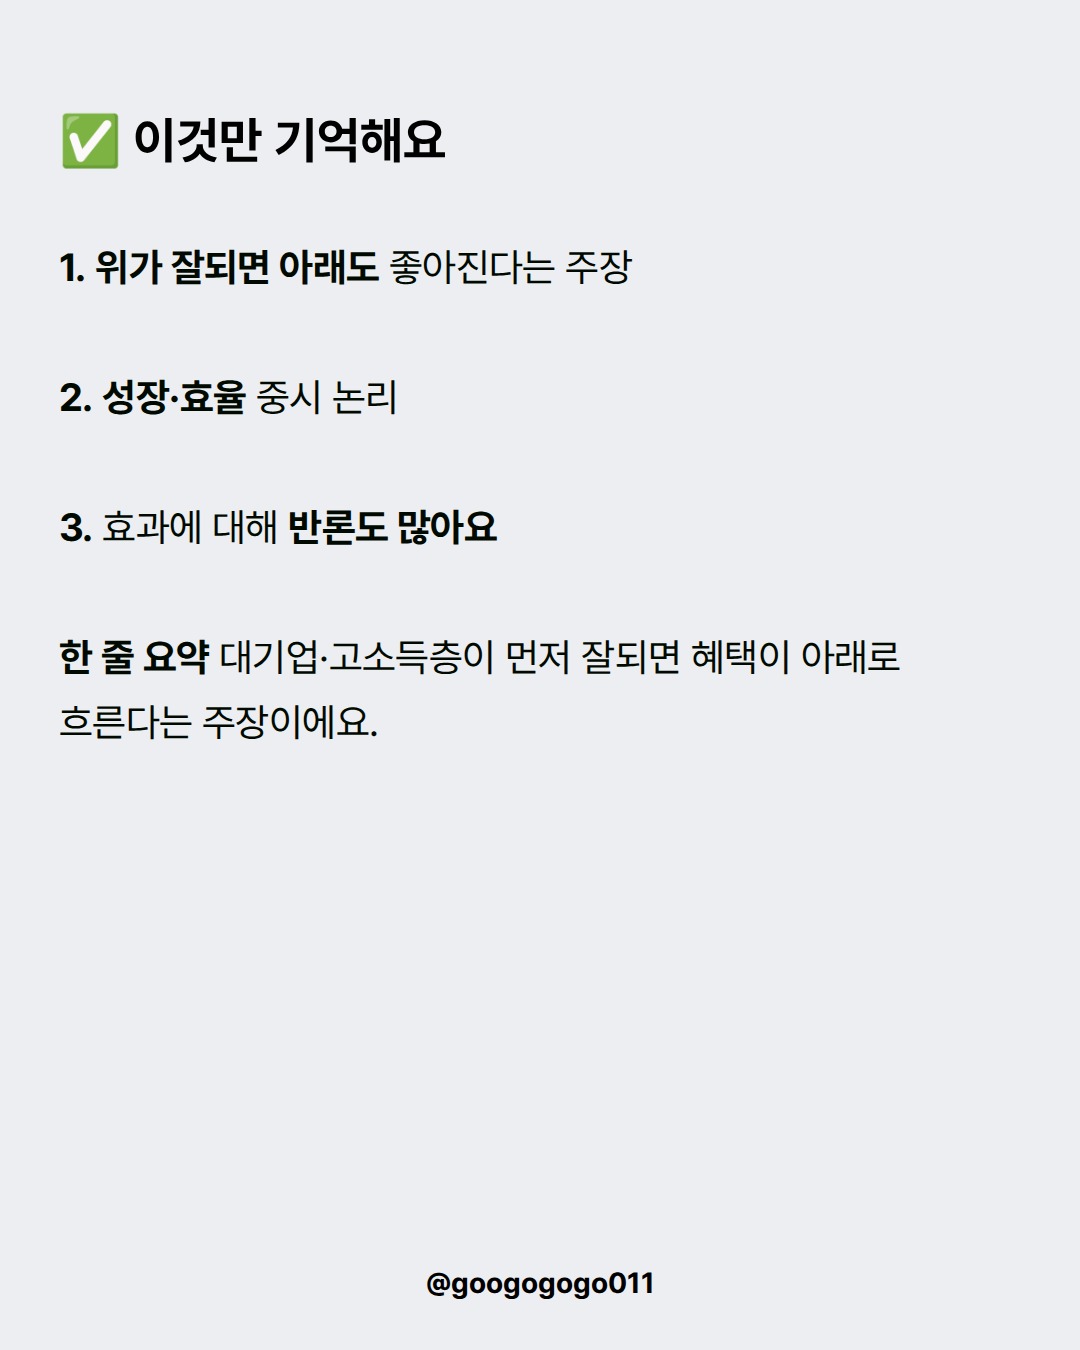 ✅ 이것만 기억해요
1. 위가 잘되면 아래도 좋아진다는 주장
2. 성장·효율 중시 논리
3. 효과에 대해 반론도 많아요
한 줄 요약 대기업·고소득층이 먼저 잘되면 혜택이 아래로
흐른다는 주장이에요.
@googogogo011